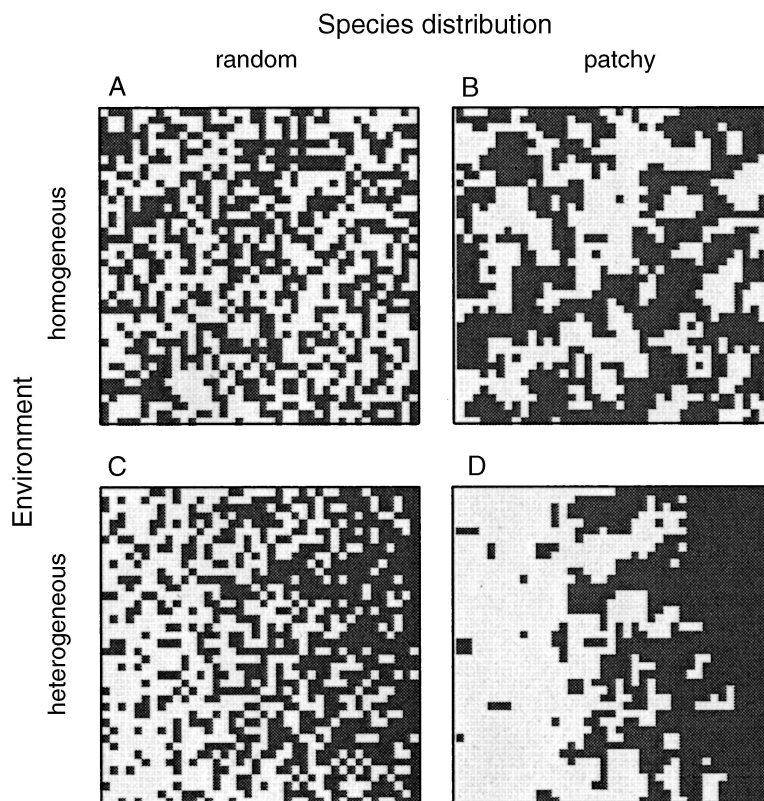 Species distribution
random
patchy
A
B
homogeneous
Environment
C
D
heterogeneous